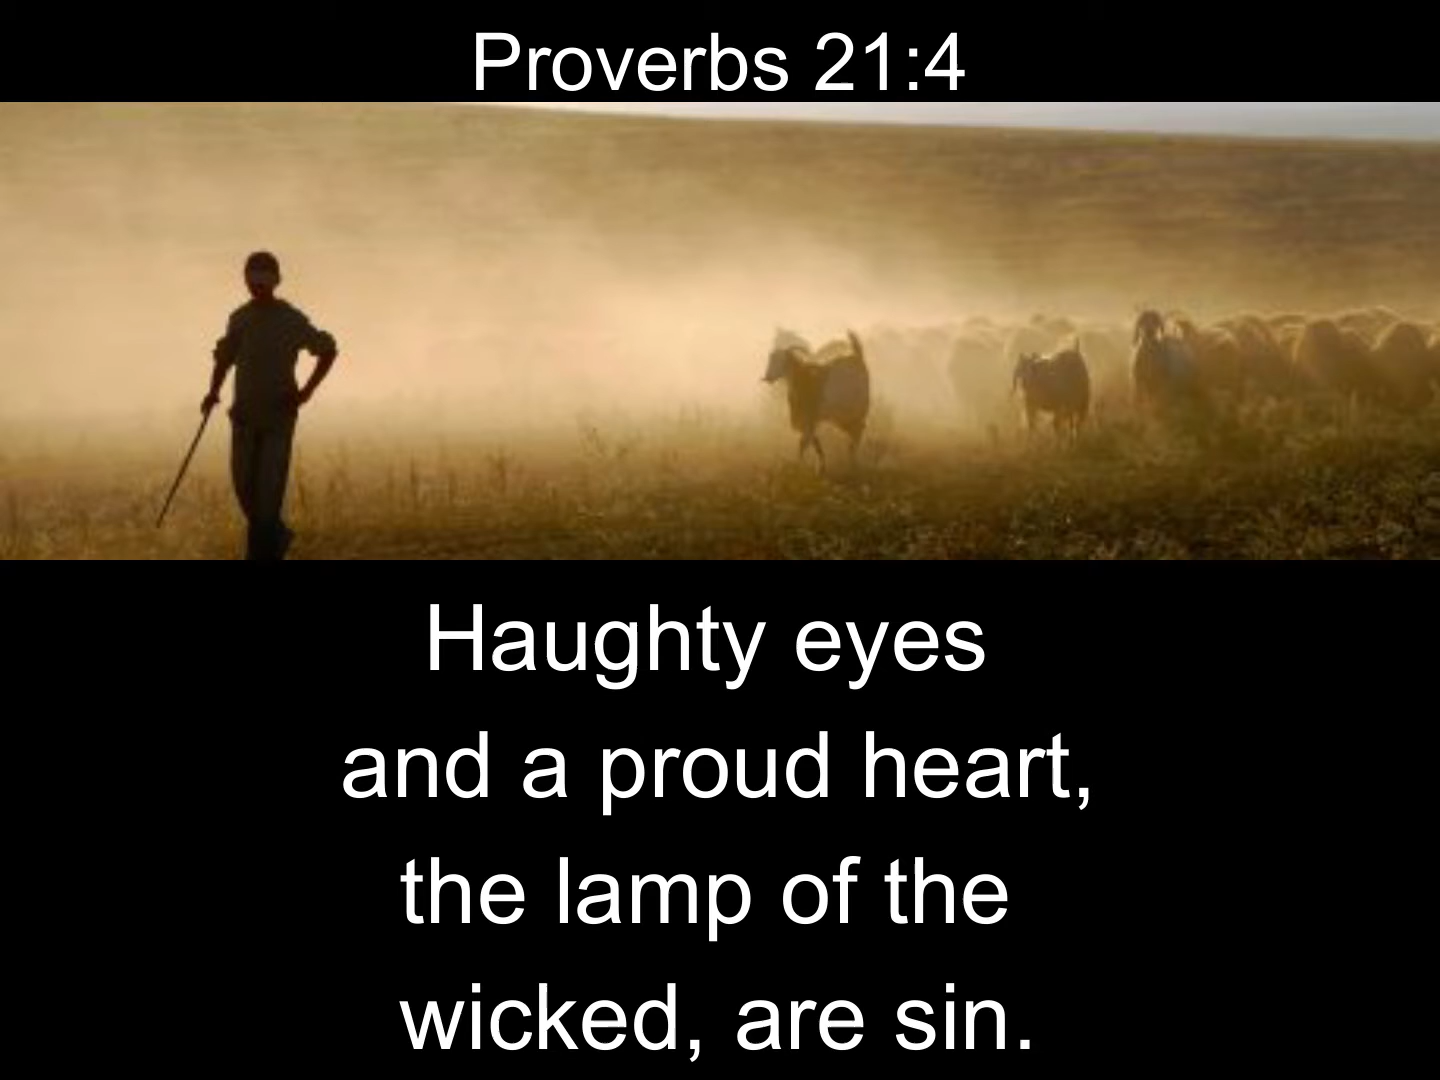 Proverbs 21:4
Haughty eyes
and a proud heart,
the lamp of the
wicked, are sin.